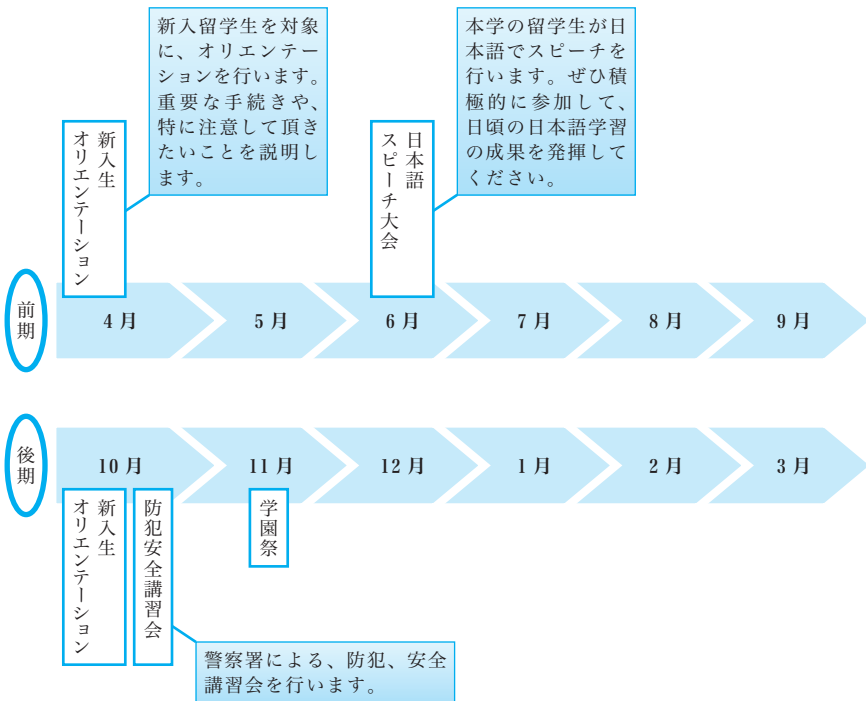 新入留学生を対象
に、オリエンテー
ションを行います。
重要な手続きや、
特に注意して頂き
たいことを説明し
ます。
本学の留学生が日
本語でスピーチを
行います。ぜひ積
極的に参加して、
日頃の日本語学習
の成果を発揮して
ください。
新入生
オリエンテーション
日本語
スピーチ大会
前期
4月
5月
6月
7月
8月
9月
後期
10月
11月
12月
1月
2月
3月
新入生
オリエンテーション
防犯安全講習会
学園祭
警察署による、防犯、安全
講習会を行います。